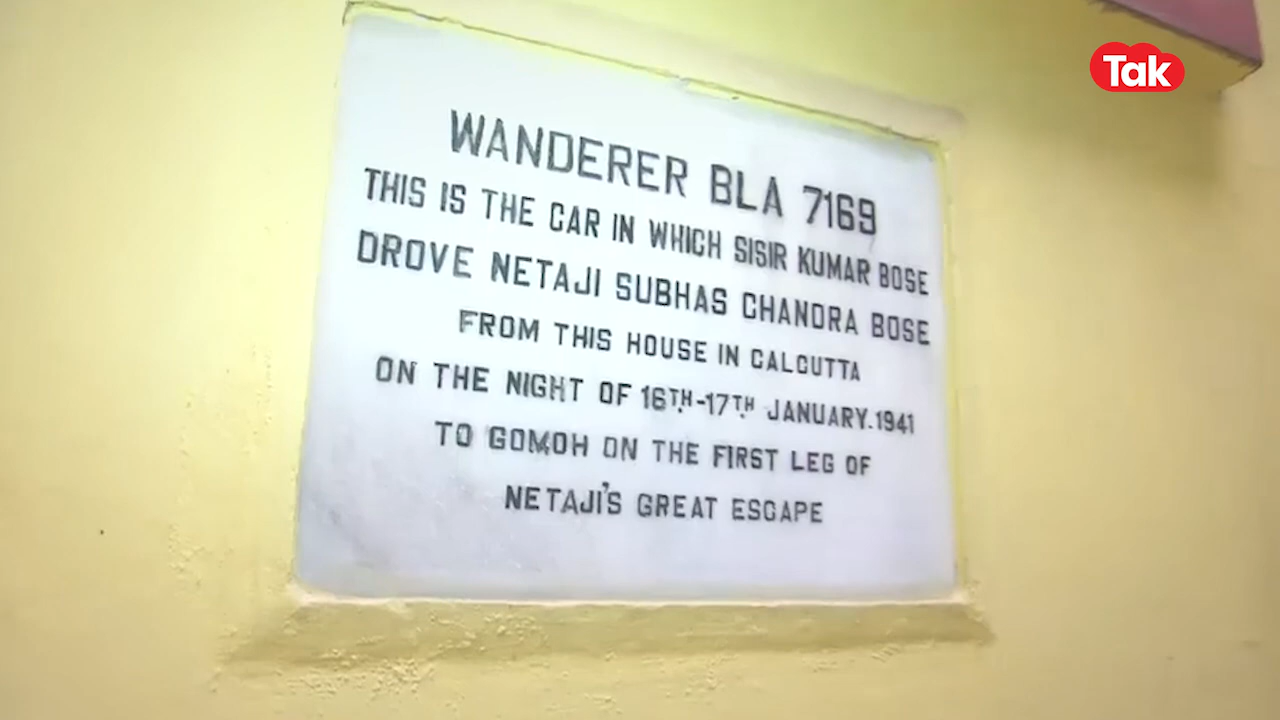 Tak
WANDERER BLA 7169
THIS IS THE CAR IN WHICH SISIR KUMAR BOSE
DROVE NETAJI SUBHAS CHANDRA BOSE
FROM THIS HOUSE IN CALCUTTA
ON THE NIGHT OF 16TH-17TH JANUARY.1941
TO GOMOH ON THE FIRST LEG OF
NETAJI'S GREAT ESCAPE